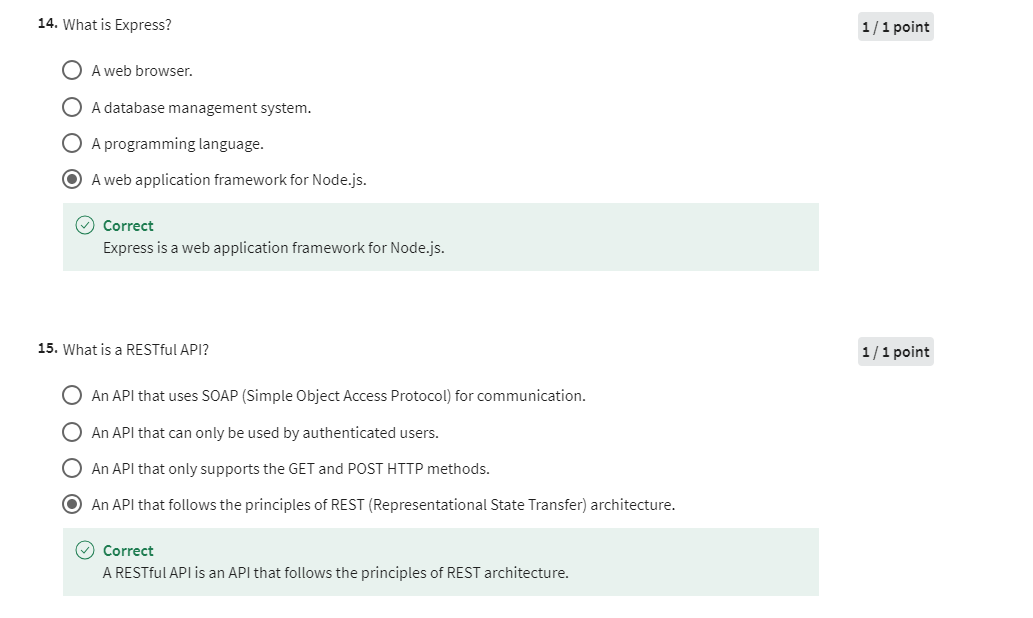 14. What is Express?
1 / 1 point
A web browser.
A database management system.
A programming language.
A web application framework for Node.js.
Correct
Express is a web application framework for Node.js.
15. What is a RESTful API?
1 / 1 point
An API that uses SOAP (Simple Object Access Protocol) for communication.
An API that can only be used by authenticated users.
An API that only supports the GET and POST HTTP methods.
An API that follows the principles of REST (Representational State Transfer) architecture.
Correct
A RESTful API is an API that follows the principles of REST architecture.